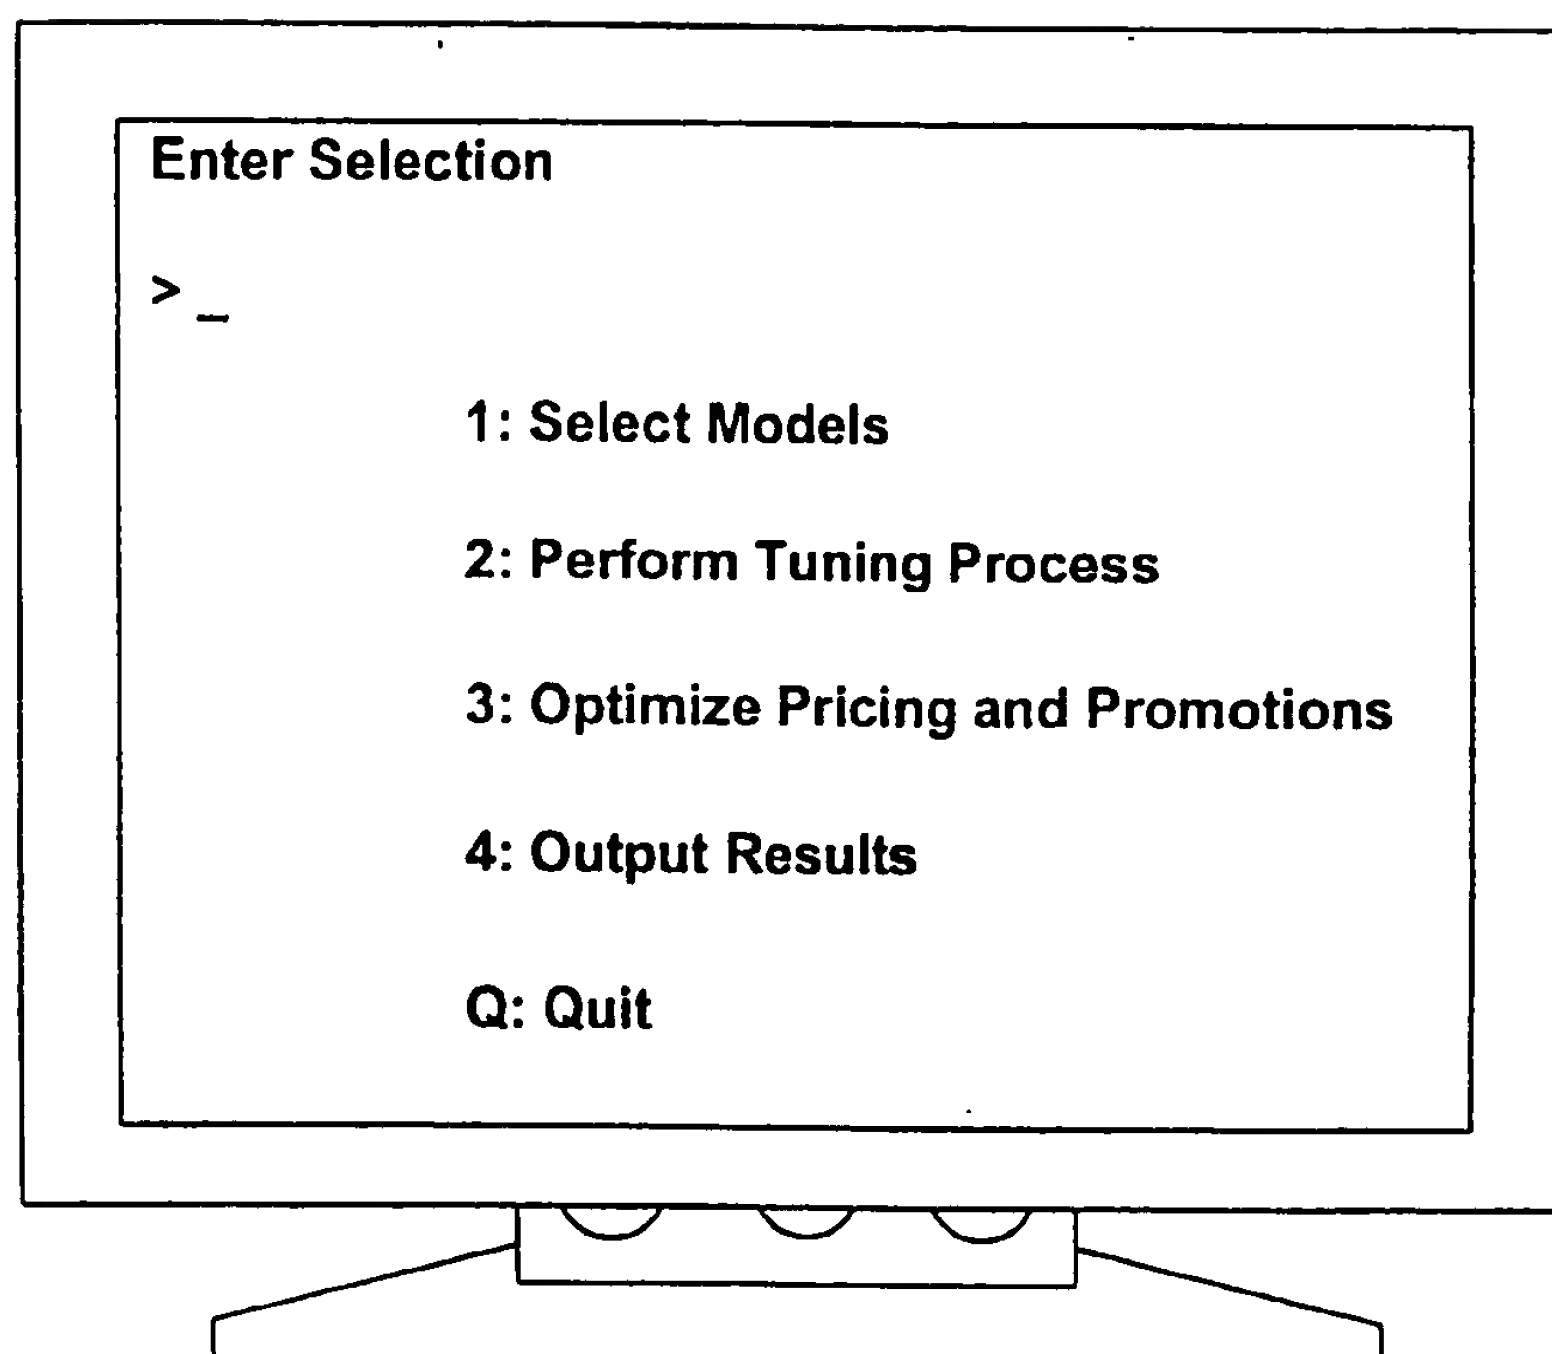 Enter Selection
> _
1: Select Models
2: Perform Tuning Process
3: Optimize Pricing and Promotions
4: Output Results
Q: Quit